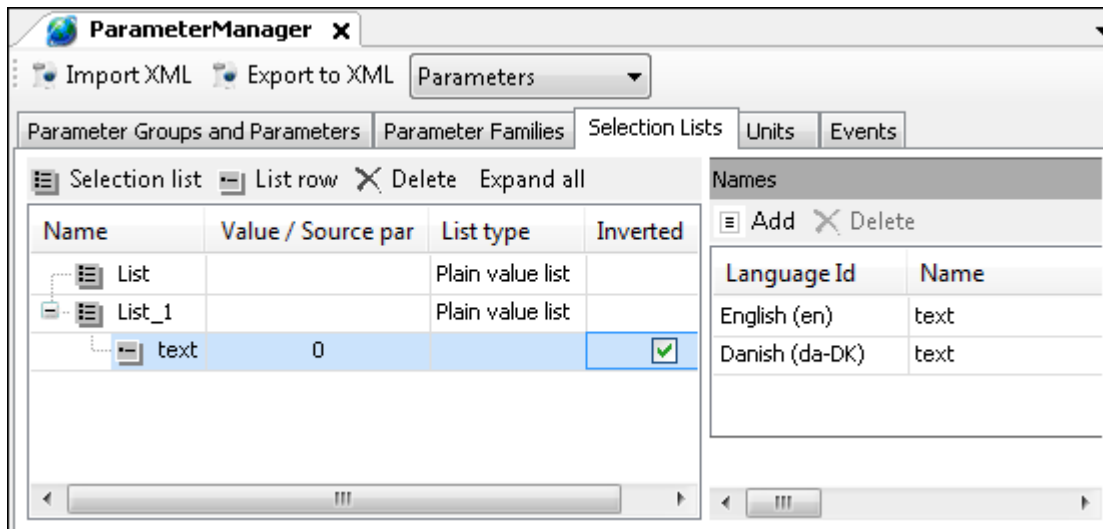 ParameterManager
Import XML Export to XML Parameters
Parameter Groups and Parameters Parameter Families Selection Lists Units Events
Selection list List row Delete Expand all
Name Value / Source par List type Inverted
List Plain value list
List_1 Plain value list
text 0
Names
Add Delete
Language Id Name
English (en) text
Danish (da-DK) text